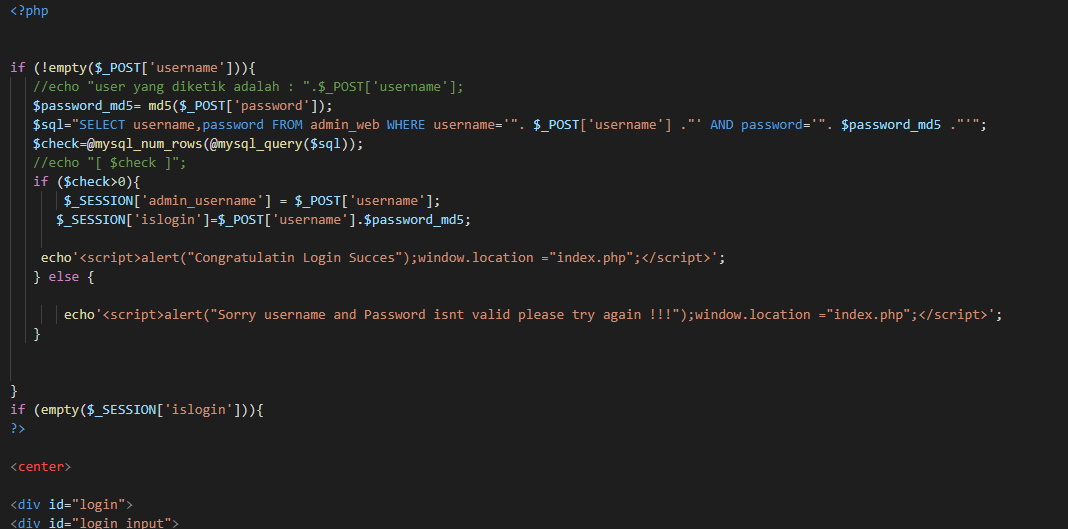 <?php
if (!empty($_POST['username'])){
//echo "user yang diketik adalah : ".$_POST['username'];
$password_md5= md5($_POST['password']);
$sql="SELECT username,password FROM admin_web WHERE username='". $_POST['username'] ."' AND password='". $password_md5 ."'";
$check=@mysql_num_rows(@mysql_query($sql));
//echo "[ $check ]";
if ($check>0){
$_SESSION['admin_username'] = $_POST['username'];
$_SESSION['islogin']=$_POST['username'].$password_md5;
echo'<script>alert("Congratulatin Login Succes");window.location ="index.php";</script>';
} else {
echo'<script>alert("Sorry username and Password isnt valid please try again !!!");window.location ="index.php";</script>';
}
}
if (empty($_SESSION['islogin'])){
?>
<center>
<div id="login">
<div id="login_input">